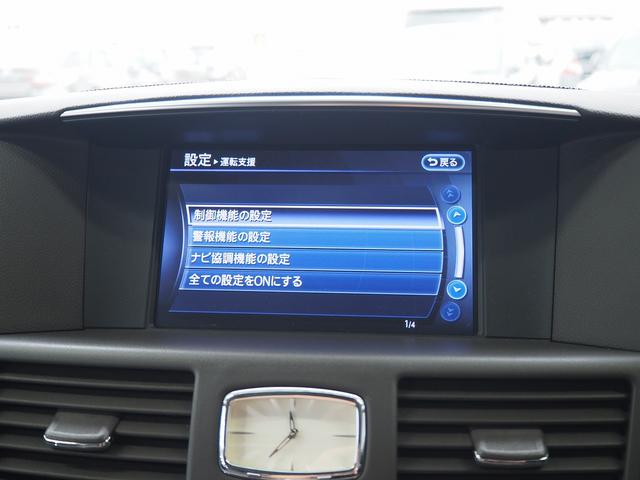 設定▶運転支援
戻る
制御機能の設定
警報機能の設定
ナビ協調機能の設定
全ての設定をONにする
1/4